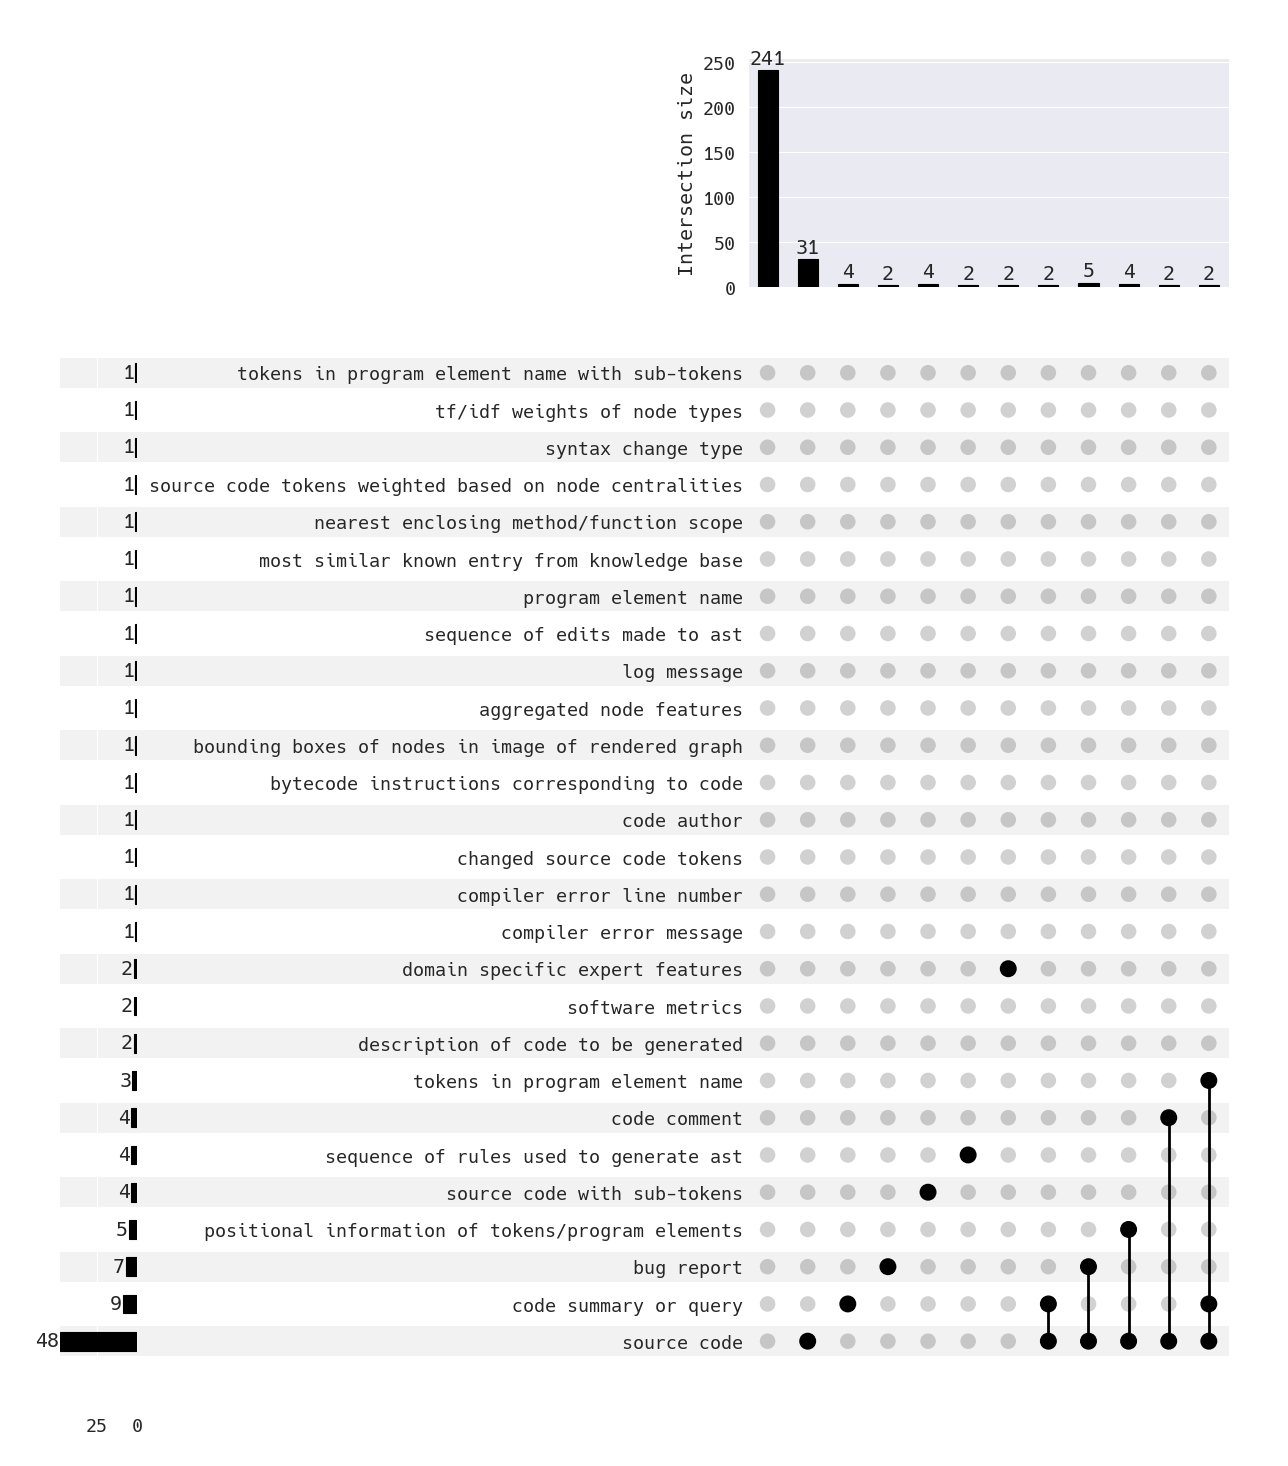 241
250
200
150
100
50
0
Intersection size
31
4
2
4
2
2
2
5
4
2
2
1 tokens in program element name with sub-tokens
1 tf/idf weights of node types
1 syntax change type
1 source code tokens weighted based on node centralities
1 nearest enclosing method/function scope
1 most similar known entry from knowledge base
1 program element name
1 sequence of edits made to ast
1 log message
1 aggregated node features
1 bounding boxes of nodes in image of rendered graph
1 bytecode instructions corresponding to code
1 code author
1 changed source code tokens
1 compiler error line number
1 compiler error message
2 domain specific expert features
2 software metrics
2 description of code to be generated
3 tokens in program element name
4 code comment
4 sequence of rules used to generate ast
4 source code with sub-tokens
5 positional information of tokens/program elements
7 bug report
9 code summary or query
48 source code
25 0